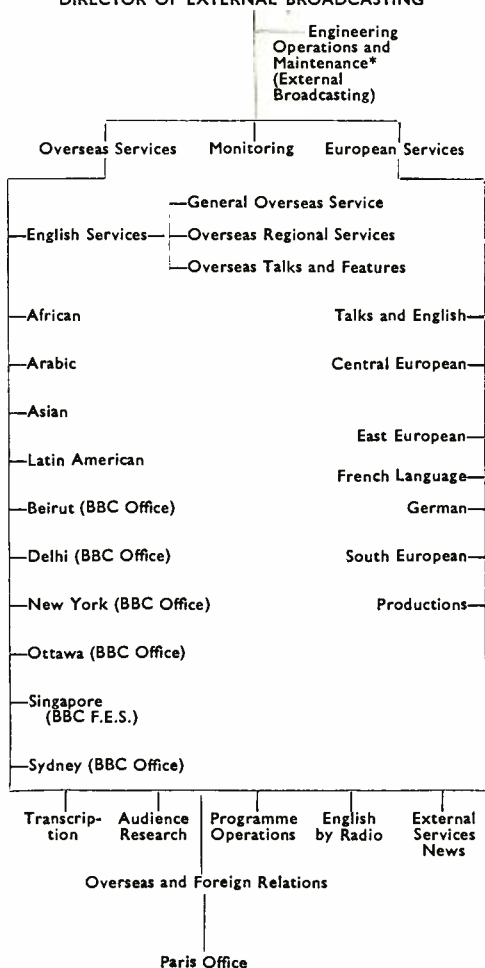 DIRECTOR OF EXTERNAL BROADCASTING
Engineering
Operations and
Maintenance*
(External
Broadcasting)
Overseas Services
Monitoring
European Services
General Overseas Service
English Services
Overseas Regional Services
Overseas Talks and Features
African
Arabic
Asian
Latin American
Beirut (BBC Office)
Delhi (BBC Office)
New York (BBC Office)
Ottawa (BBC Office)
Singapore
(BBC F.E.S.)
Sydney (BBC Office)
Talks and English
Central European
East European
French Language
German
South European
Productions
Transcrip-
tion
Audience
Research
Programme
Operations
English
by Radio
External
Services
News
Overseas and Foreign Relations
Paris Office